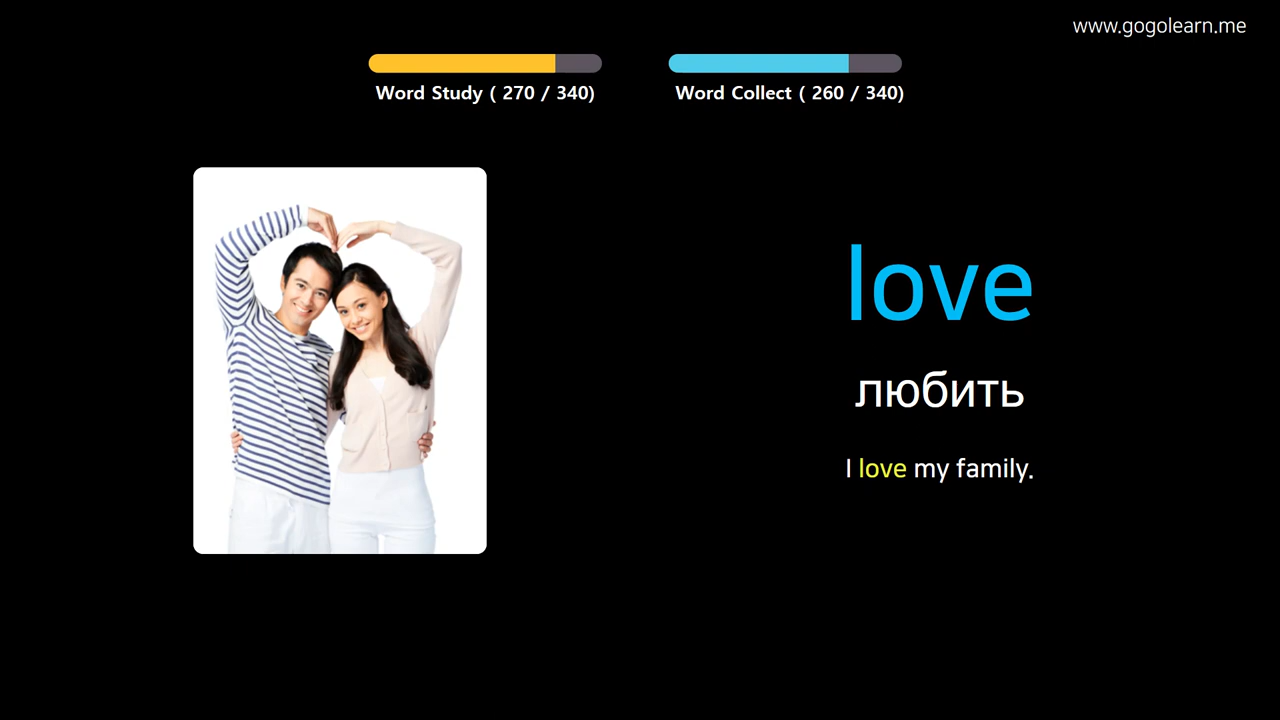 www.gogolearn.me
Word Study ( 270 / 340)
Word Collect ( 260 / 340)
love
любить
I love my family.